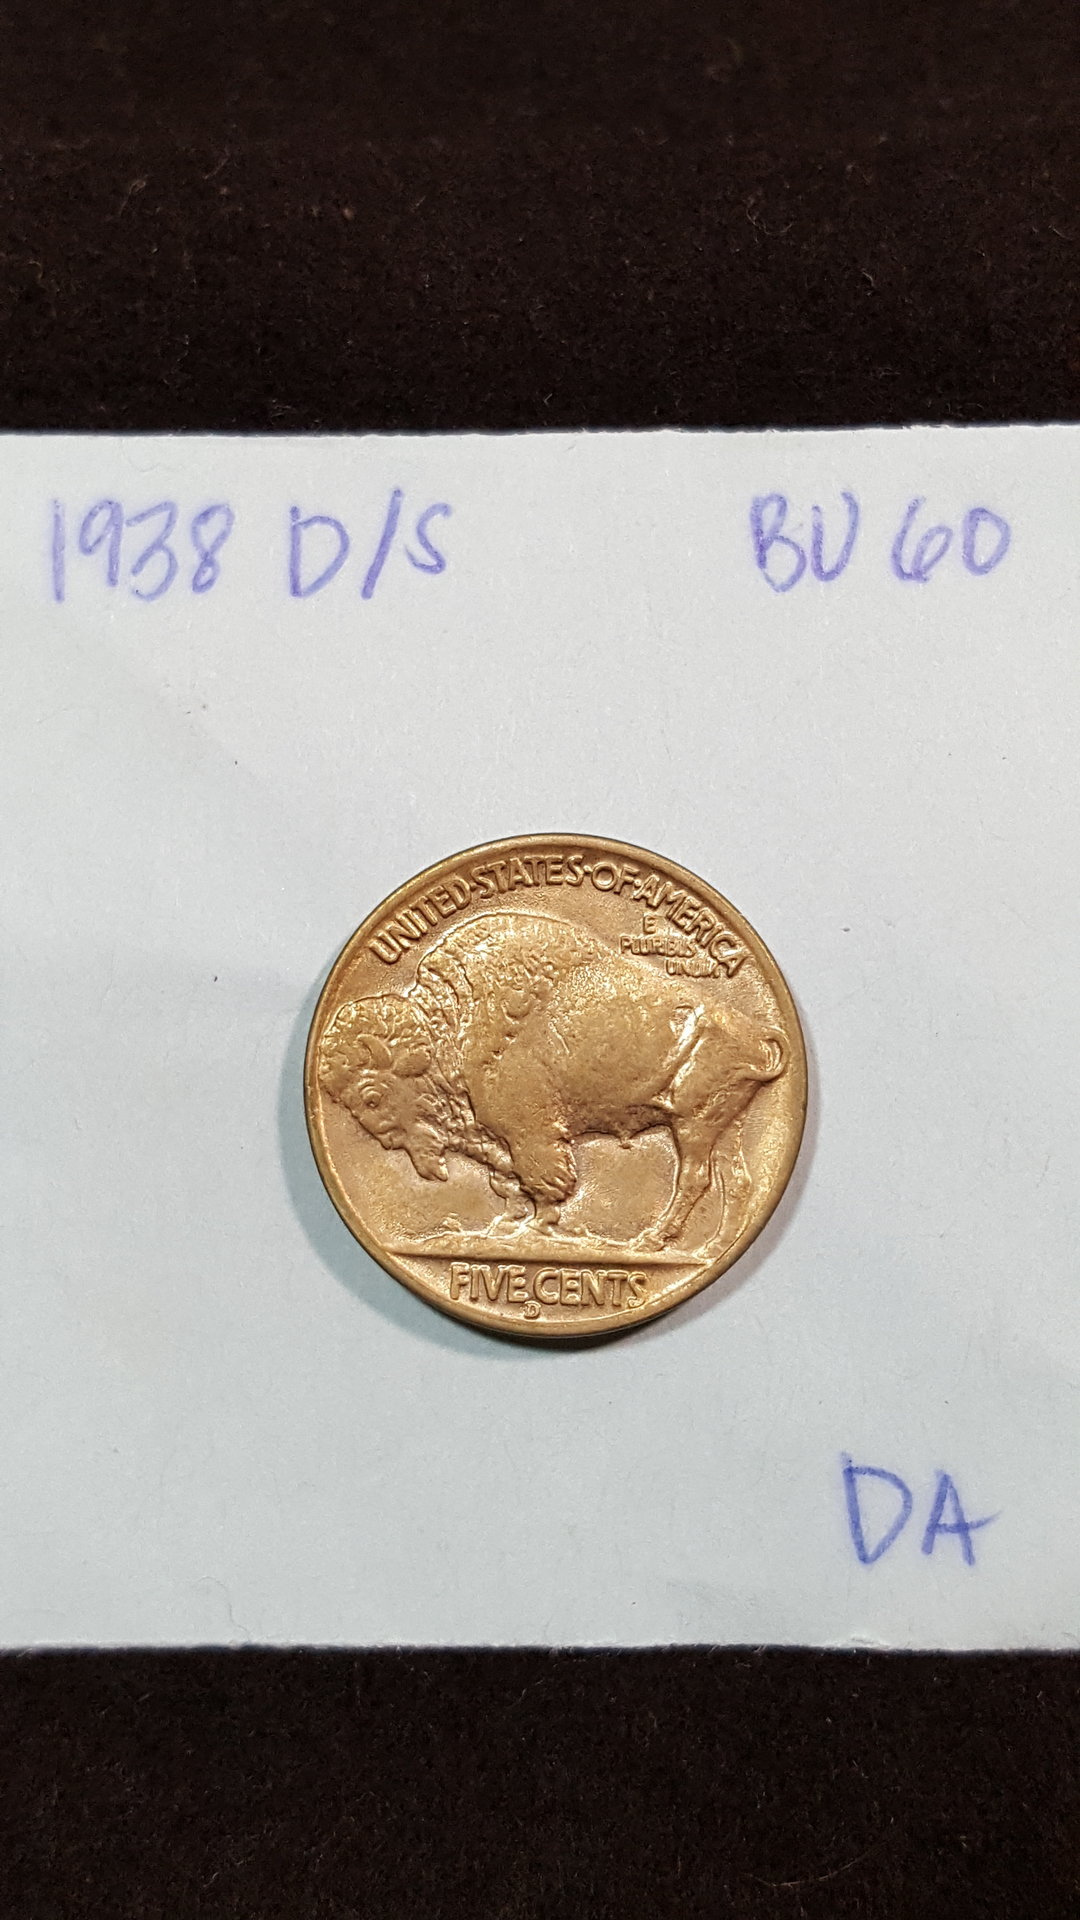 1938 D/S BU 60
UNITED·STATES·OF·AMERICA
E
PLURIBUS
UNUM
FIVE CENTS
D
DA